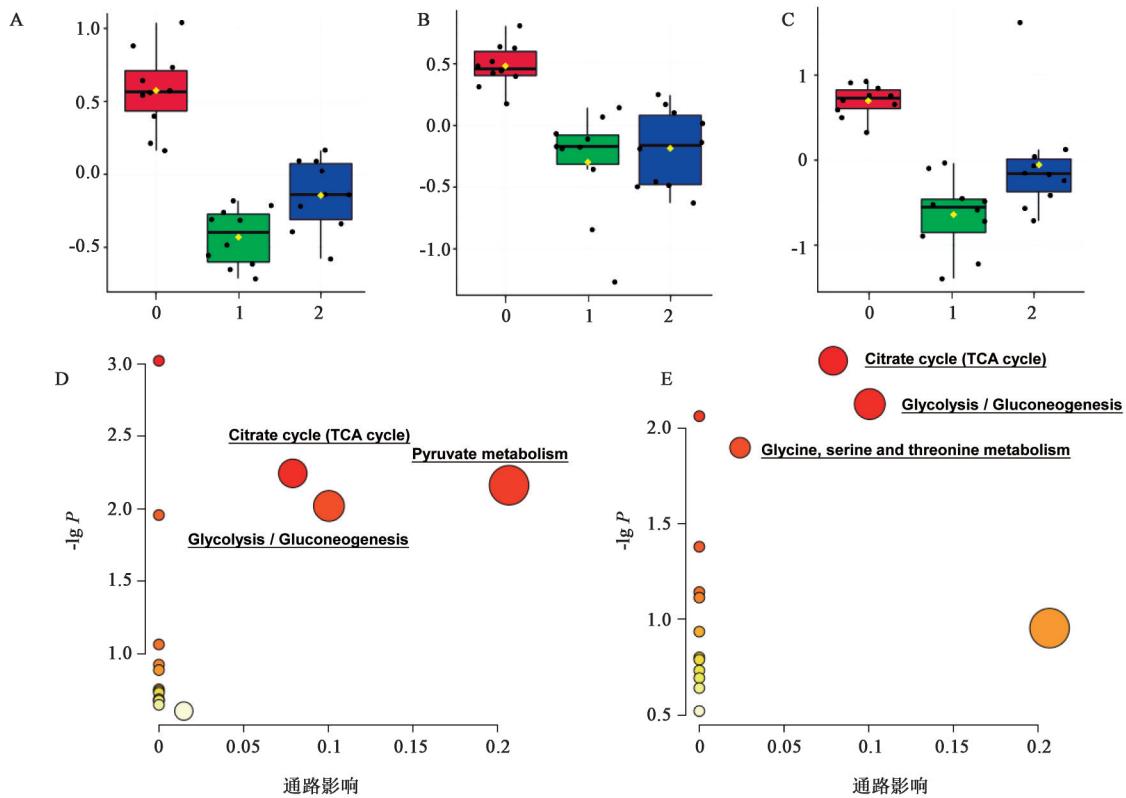 A
1.0
0.5
0.0
-0.5
0
1
2
B
0.5
0.0
-0.5
-1.0
0
1
2
C
1
0
-1
0
1
2
D
3.0
2.5
2.0
1.5
1.0
-lg P
Citrate cycle (TCA cycle)
Pyruvate metabolism
Glycolysis / Gluconeogenesis
0
0.05
0.1
0.15
0.2
通路影响
E
Citrate cycle (TCA cycle)
Glycolysis / Gluconeogenesis
Glycine, serine and threonine metabolism
2.0
1.5
1.0
0.5
-lg P
0
0.05
0.1
0.15
0.2
通路影响